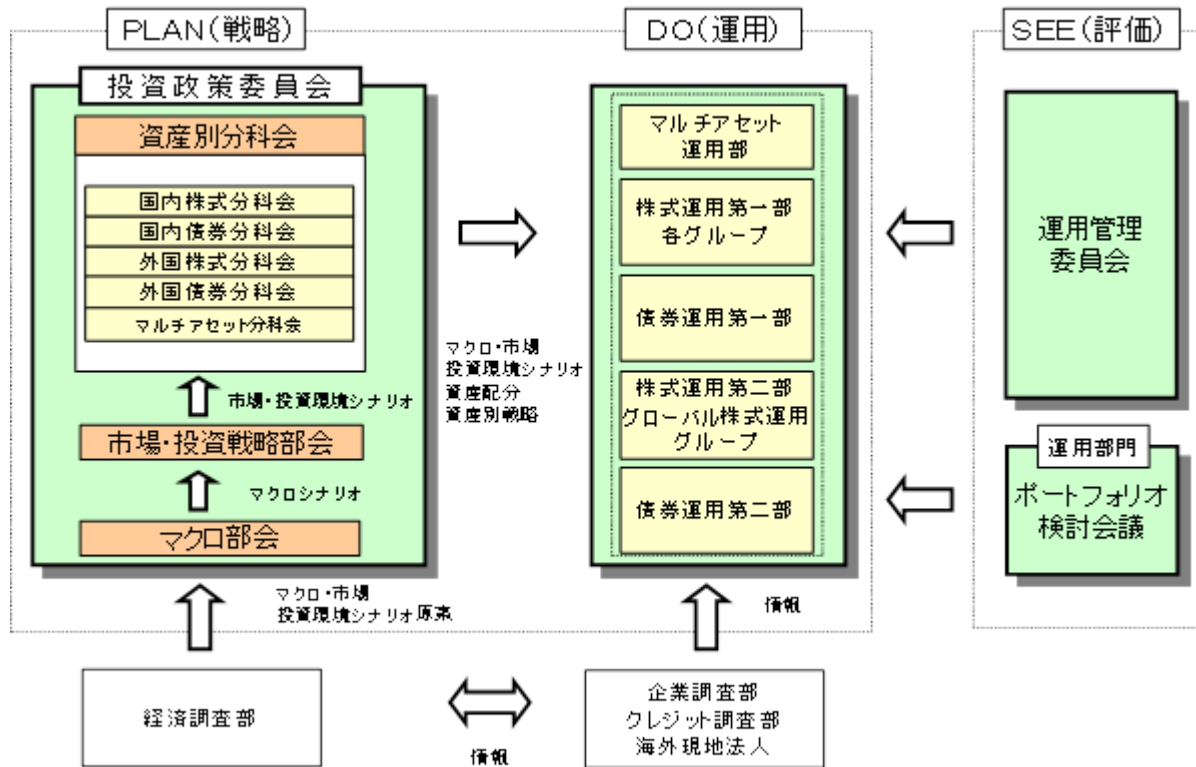 PLAN(戦略)
DO(運用)
SEE(評価)
投資政策委員会
資産別分科会
国内株式分科会
国内債券分科会
外国株式分科会
外国債券分科会
マルチアセット分科会
市場・投資環境シナリオ
市場・投資戦略部会
マクロシナリオ
マクロ部会
マクロ・市場
投資環境シナリオ
資産配分
資産別戦略
マルチアセット
運用部
株式運用第一部
各グループ
債券運用第一部
株式運用第二部
グローバル株式運用
グループ
債券運用第二部
運用管理
委員会
運用部門
ポートフォリオ
検討会議
マクロ・市場
投資環境シナリオ原案
情報
経済調査部
情報
企業調査部
クレジット調査部
海外現地法人